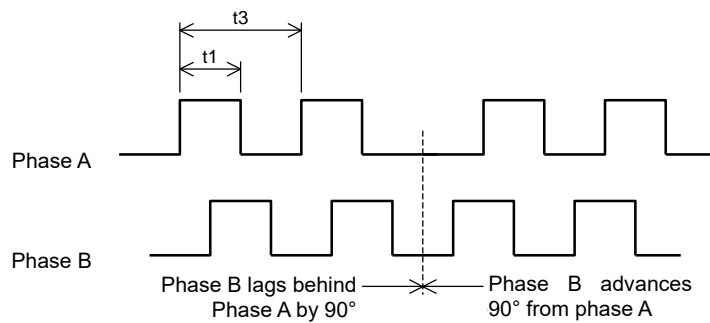 t3
t1
Phase A
Phase B
Phase B lags behind
Phase A by 90°
Phase B advances
90° from phase A